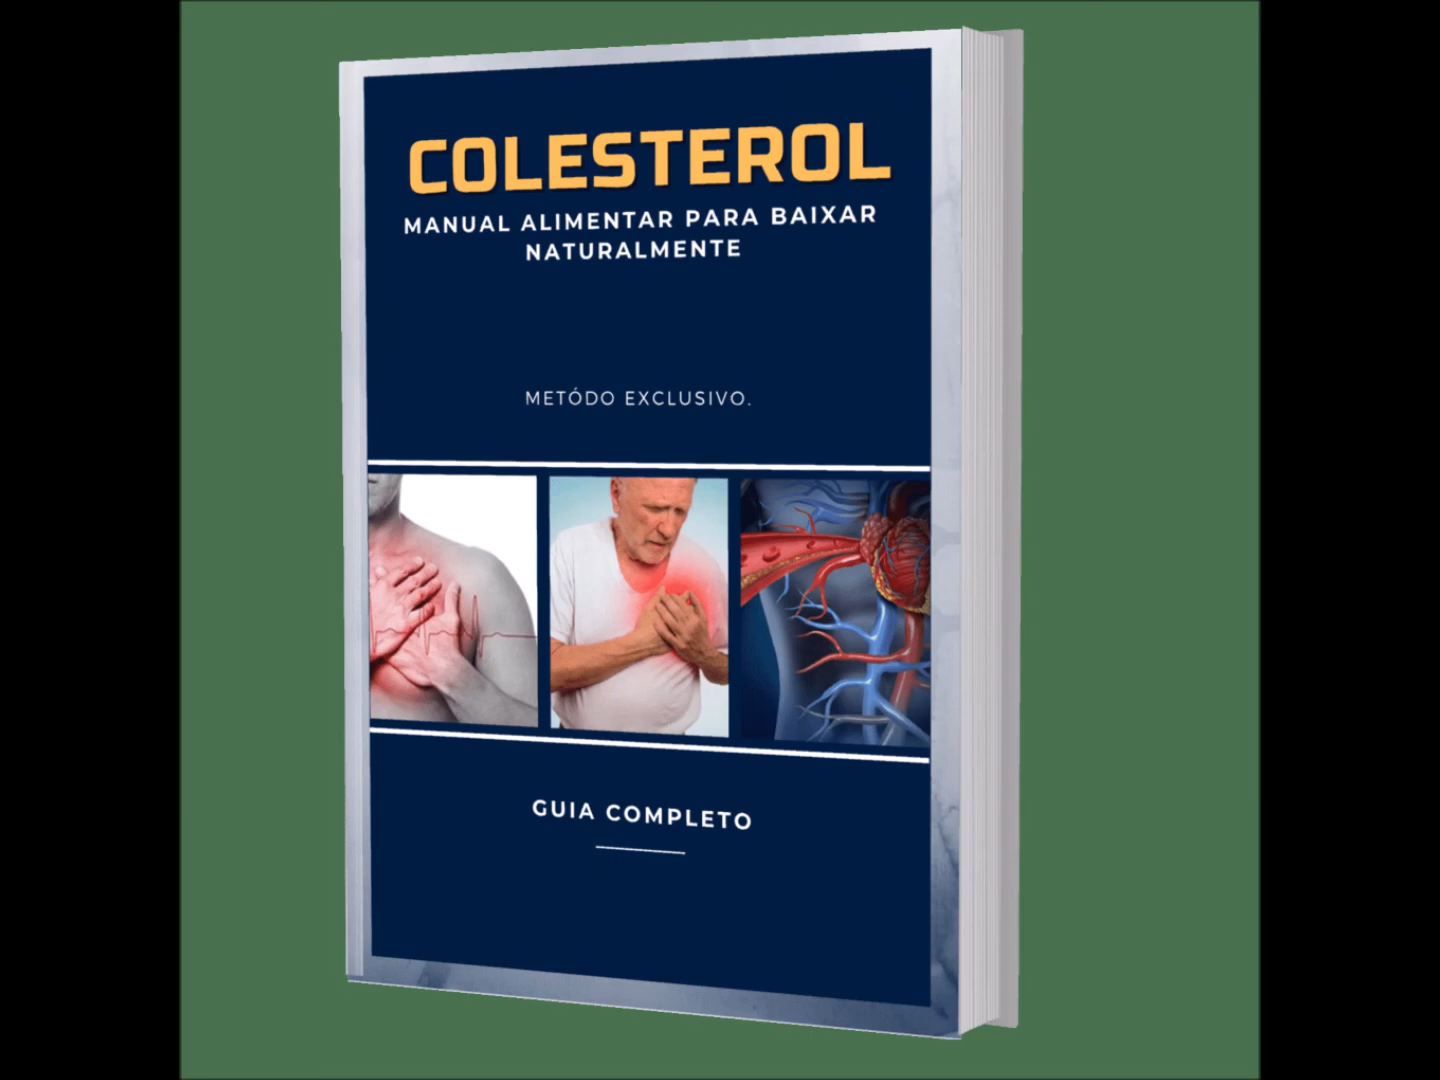 COLESTEROL
MANUAL ALIMENTAR PARA BAIXAR
NATURALMENTE
METÓDO EXCLUSIVO.
GUIA COMPLETO